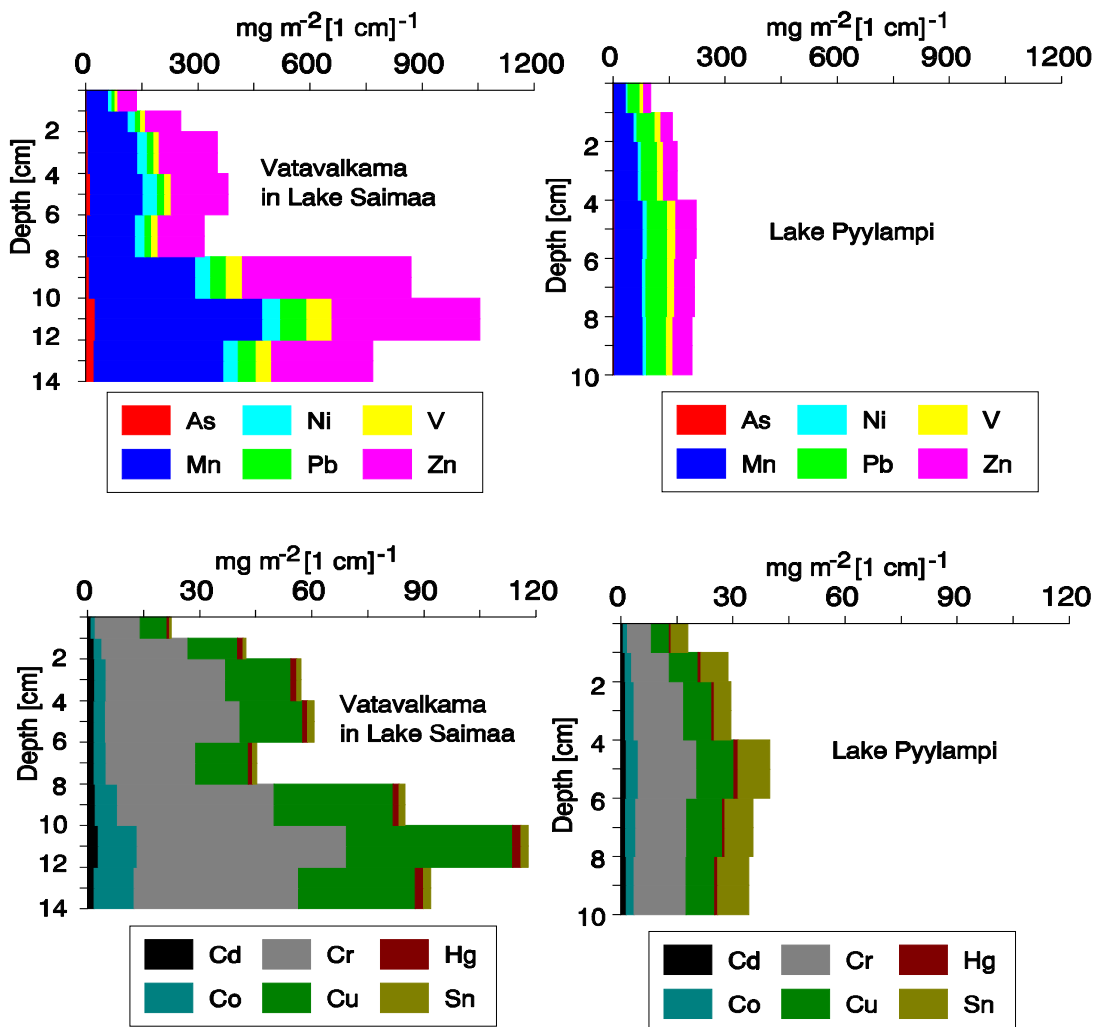 mg m-2[1 cm]-1
0 300 600 900 1200
Depth [cm]
2
4
6
8
10
12
14
Vatavalkama
in Lake Saimaa
As Ni V
Mn Pb Zn
mg m-2[1 cm]-1
0 300 600 900 1200
Depth [cm]
2
4
6
8
10
Lake Pyylampi
As Ni V
Mn Pb Zn
mg m-2[1 cm]-1
0 30 60 90 120
Depth [cm]
2
4
6
8
10
12
14
Vatavalkama
in Lake Saimaa
Cd Cr Hg
Co Cu Sn
mg m-2[1 cm]-1
0 30 60 90 120
Depth [cm]
2
4
6
8
10
Lake Pyylampi
Cd Cr Hg
Co Cu Sn